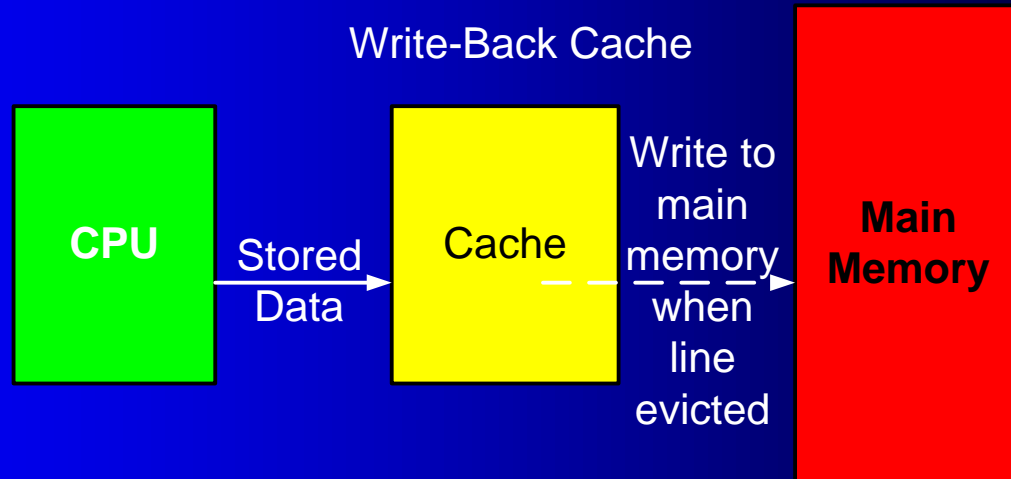 Write-Back Cache
CPU
Stored
Data
Cache
Write to
main
memory
when
line
evicted
Main
Memory